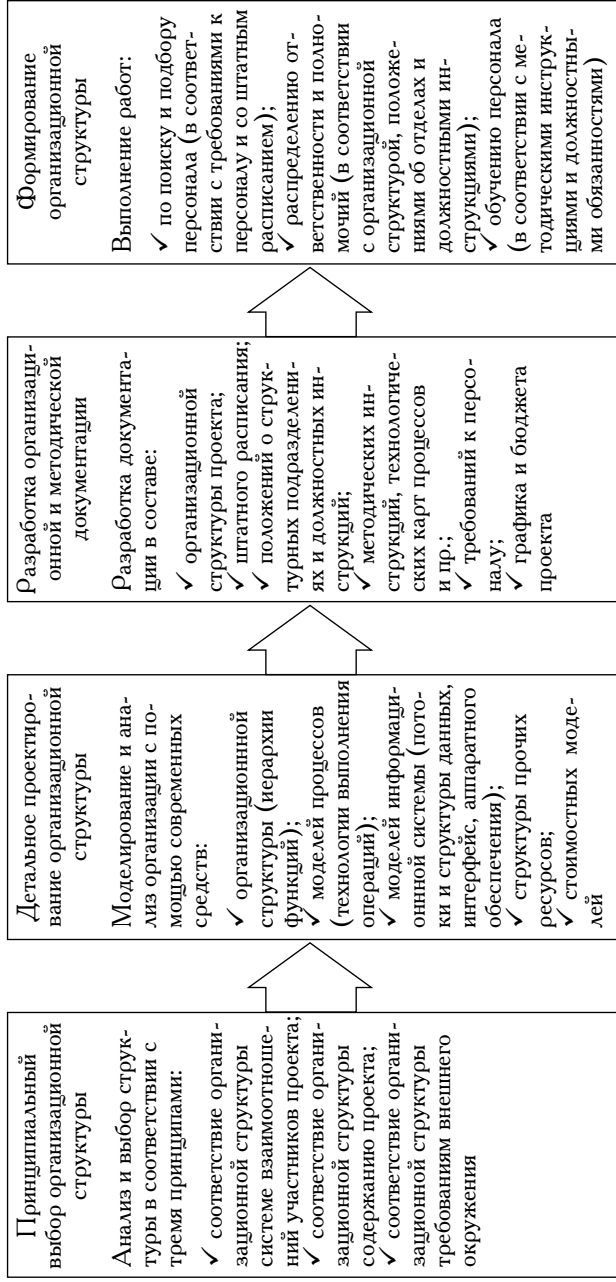 Принципиальный
выбор организационной
структуры
Анализ и выбор струк-
туры в соответствии с
тремя принципами:
✓ соответствие органи-
зационной структуры
системе взаимоотноше-
ний участников проекта;
✓ соответствие органи-
зационной структуры
содержанию проекта;
✓ соответствие органи-
зационной структуры
требованиям внешнего
окружения
Детальное проектиро-
вание организационной
структуры
Моделирование и ана-
лиз организации с по-
мощью современных
средств:
✓ организационной
структуры (иерархии
функций);
✓ моделей процессов
(технологии выполнения
операций);
✓ моделей информаци-
онной системы (пото-
ки и структуры данных,
интерфейс, аппаратного
обеспечения);
✓ структуры прочих
ресурсов;
✓ стоимостных моде-
лей
Разработка организаци-
онной и методической
документации
Разработка документа-
ции в составе:
✓ организационной
структуры проекта;
✓ штатного расписания;
✓ положений о струк-
турных подразделени-
ях и должностных ин-
струкций;
✓ методических ин-
струкций, технологиче-
ских карт процессов
и пр.;
✓ требований к персо-
налу;
✓ графика и бюджета
проекта
Формирование
организационной
структуры
Выполнение работ:
✓ по поиску и подбору
персонала (в соответ-
ствии с требованиями к
персоналу и со штатным
расписанием);
✓ распределению от-
ветственности и полно-
мочий (в соответствии
с организационной
структурой, положе-
ниями об отделах и
должностными ин-
струкциями);
✓ обучению персонала
(в соответствии с ме-
тодическими инструк-
циями и должностны-
ми обязанностями)